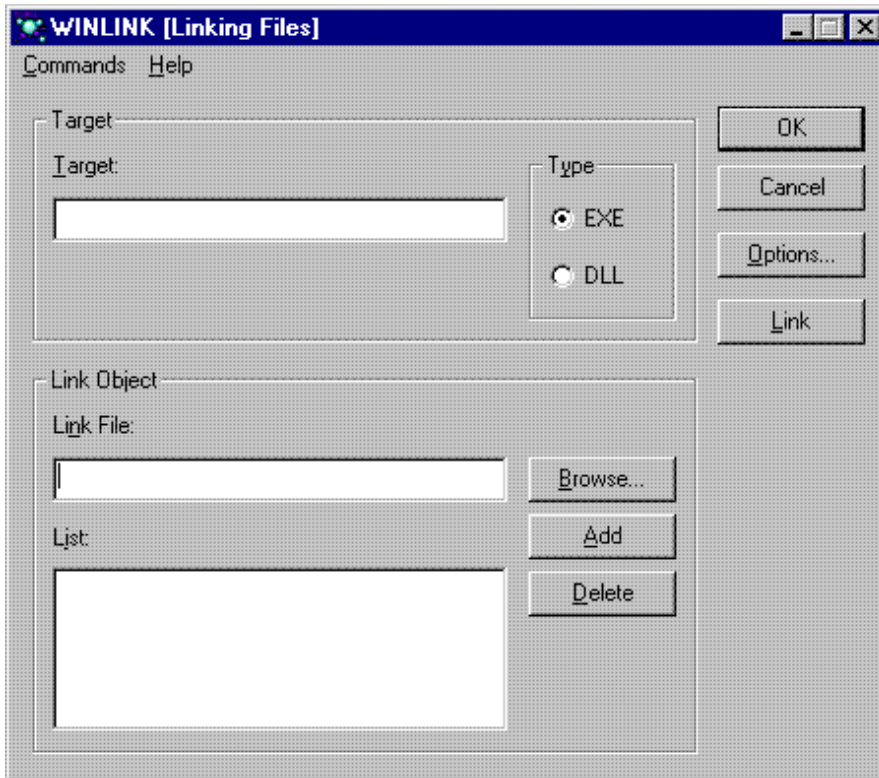 WINLINK [Linking Files]
Commands Help
Target
Target:
Type
EXE
DLL
OK
Cancel
Options...
Link
Link Object
Link File:
Browse...
Add
List:
Delete